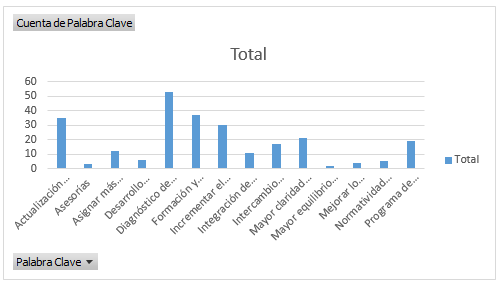 Cuenta de Palabra Clave
Total
60
50
40
30
20
10
0
Actualización...
Asesorías
Asignar más...
Desarrollo...
Diagnóstico de...
Formación y...
Incrementar el...
Integración de...
Intercambio...
Mayor claridad...
Mayor equilibrio...
Mejorar lo...
Normatividad...
Programa de...
Total
Palabra Clave